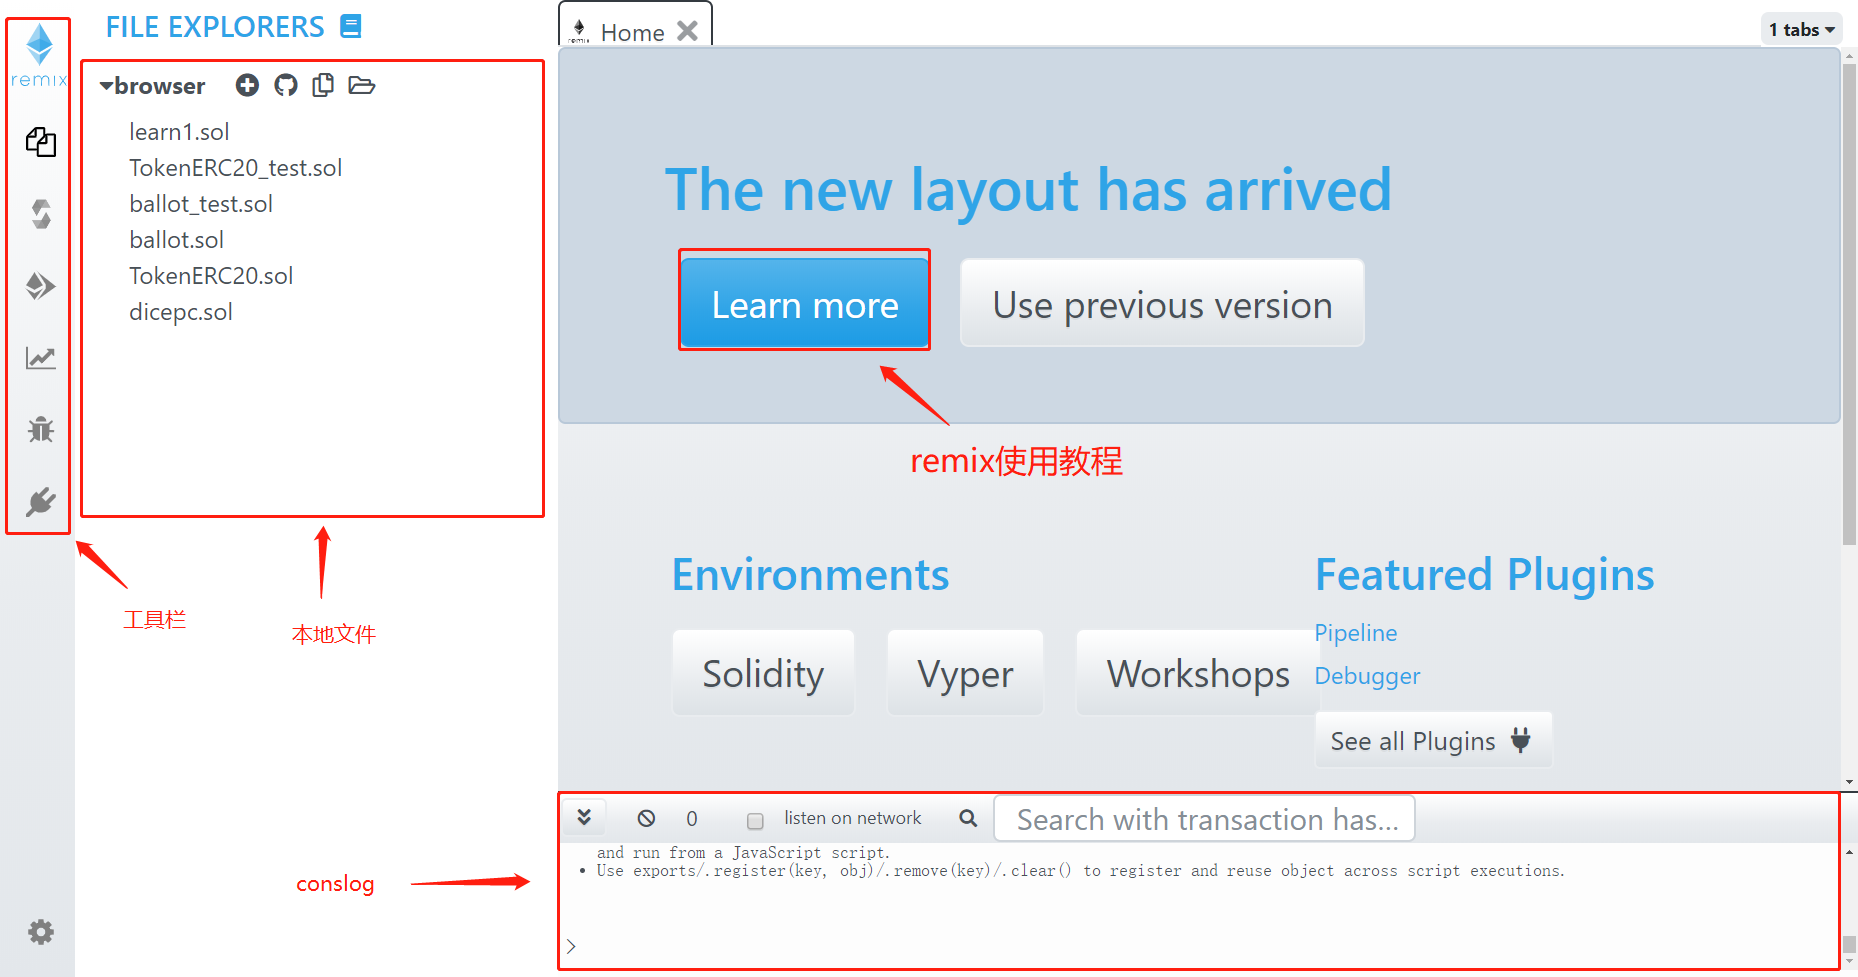 remix
FILE EXPLORERS
browser
learn1.sol
TokenERC20_test.sol
ballot_test.sol
ballot.sol
TokenERC20.sol
dicepc.sol
工具栏
本地文件
remix
Home
1 tabs
The new layout has arrived
Learn more
Use previous version
remix使用教程
Environments
Solidity
Vyper
Workshops
Featured Plugins
Pipeline
Debugger
See all Plugins
conslog
0
listen on network
Search with transaction has...
and run from a JavaScript script.
• Use exports/.register(key, obj)/.remove(key)/.clear() to register and reuse object across script executions.
>